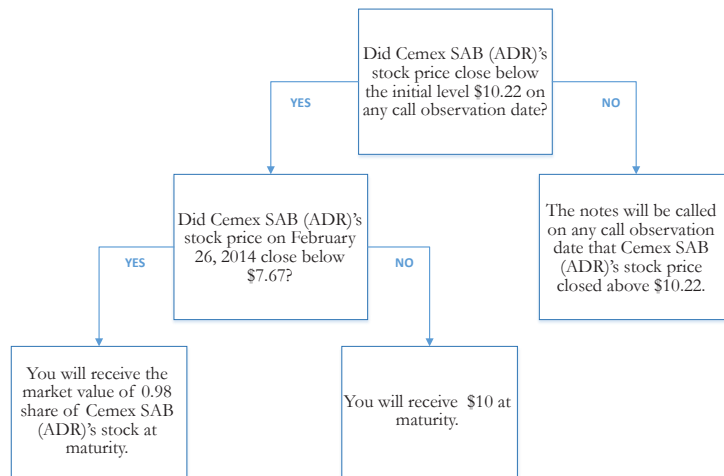 Did Cemex SAB (ADR)'s
stock price close below
the initial level $10.22 on
any call observation date?
YES
NO
Did Cemex SAB (ADR)'s
stock price on February
26, 2014 close below
$7.67?
The notes will be called
on any call observation
date that Cemex SAB
(ADR)'s stock price
closed above $10.22.
YES
NO
You will receive the
market value of 0.98
share of Cemex SAB
(ADR)'s stock at
maturity.
You will receive $10 at
maturity.